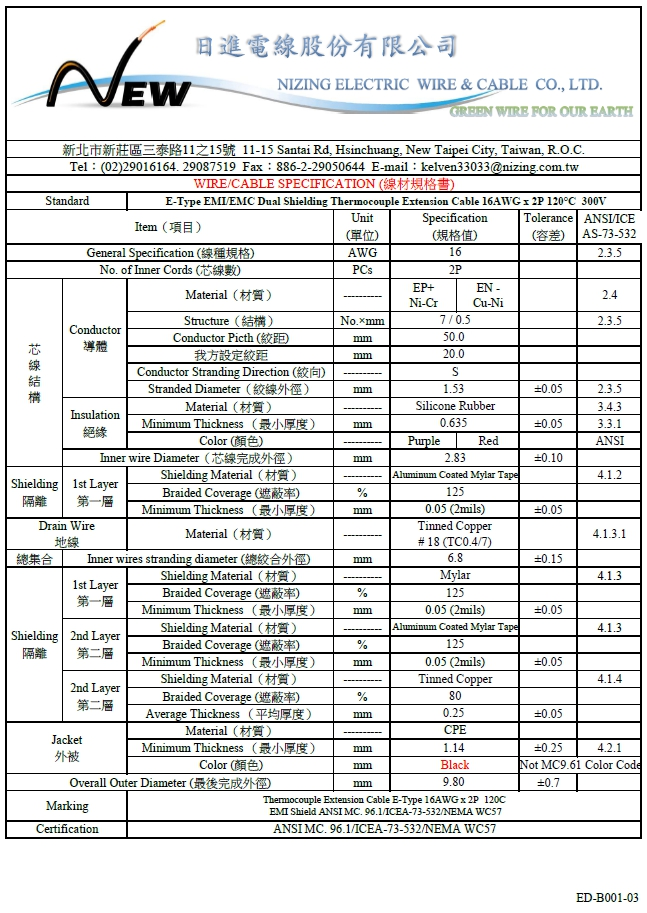 NEW
日進電線股份有限公司
NIZING ELECTRIC WIRE & CABLE CO., LTD.
GREEN WIRE FOR OUR EARTH
新北市新莊區三泰路11之15號 11-15 Santai Rd, Hsinchuang, New Taipei City, Taiwan, R.O.C.
Tel：(02)29016164. 29087519 Fax：886-2-29050644 E-mail：kelven33033@nizing.com.tw
WIRE/CABLE SPECIFICATION (線材規格書)
Standard E-Type EMI/EMC Dual Shielding Thermocouple Extension Cable 16AWG x 2P 120°C 300V
Item（項目） Unit (單位) Specification (規格值) Tolerance (容差) ANSI/ICE AS-73-532
General Specification (線種規格) AWG 16 2.3.5
No. of Inner Cords (芯線數) PCs 2P
芯線結構
Conductor 導體
Material（材質） ---------- EP+ Ni-Cr EN - Cu-Ni 2.4
Structure（結構） No.×mm 7 / 0.5 2.3.5
Conductor Picth (絞距) mm 50.0
我方設定絞距 mm 20.0
Conductor Stranding Direction (絞向) ---------- S
Stranded Diameter（絞線外徑） mm 1.53 ±0.05 2.3.5
Insulation 絕緣
Material（材質） ---------- Silicone Rubber 3.4.3
Minimum Thickness （最小厚度） mm 0.635 ±0.05 3.3.1
Color (顏色) ---------- Purple Red ANSI
Inner wire Diameter（芯線完成外徑） mm 2.83 ±0.10
Shielding 隔離
1st Layer 第一層
Shielding Material（材質） ---------- Aluminum Coated Mylar Tape 4.1.2
Braided Coverage (遮蔽率) % 125
Minimum Thickness （最小厚度） mm 0.05 (2mils) ±0.05
Drain Wire 地線 Material（材質） ---------- Tinned Copper # 18 (TC0.4/7) 4.1.3.1
總集合 Inner wires stranding diameter (總絞合外徑) mm 6.8 ±0.15
Shielding 隔離
1st Layer 第一層
Shielding Material（材質） ---------- Mylar 4.1.3
Braided Coverage (遮蔽率) % 125
Minimum Thickness （最小厚度） mm 0.05 (2mils) ±0.05
2nd Layer 第二層
Shielding Material（材質） ---------- Aluminum Coated Mylar Tape 4.1.3
Braided Coverage (遮蔽率) % 125
Minimum Thickness （最小厚度） mm 0.05 (2mils) ±0.05
2nd Layer 第二層
Shielding Material（材質） ---------- Tinned Copper 4.1.4
Braided Coverage (遮蔽率) % 80
Average Thickness （平均厚度） mm 0.25 ±0.05
Jacket 外被
Material（材質） ---------- CPE
Minimum Thickness （最小厚度） mm 1.14 ±0.25 4.2.1
Color (顏色) mm Black Not MC9.61 Color Code
Overall Outer Diameter (最後完成外徑) mm 9.80 ±0.7
Marking Thermocouple Extension Cable E-Type 16AWG x 2P 120C
EMI Shield ANSI MC. 96.1/ICEA-73-532/NEMA WC57
Certification ANSI MC. 96.1/ICEA-73-532/NEMA WC57
ED-B001-03